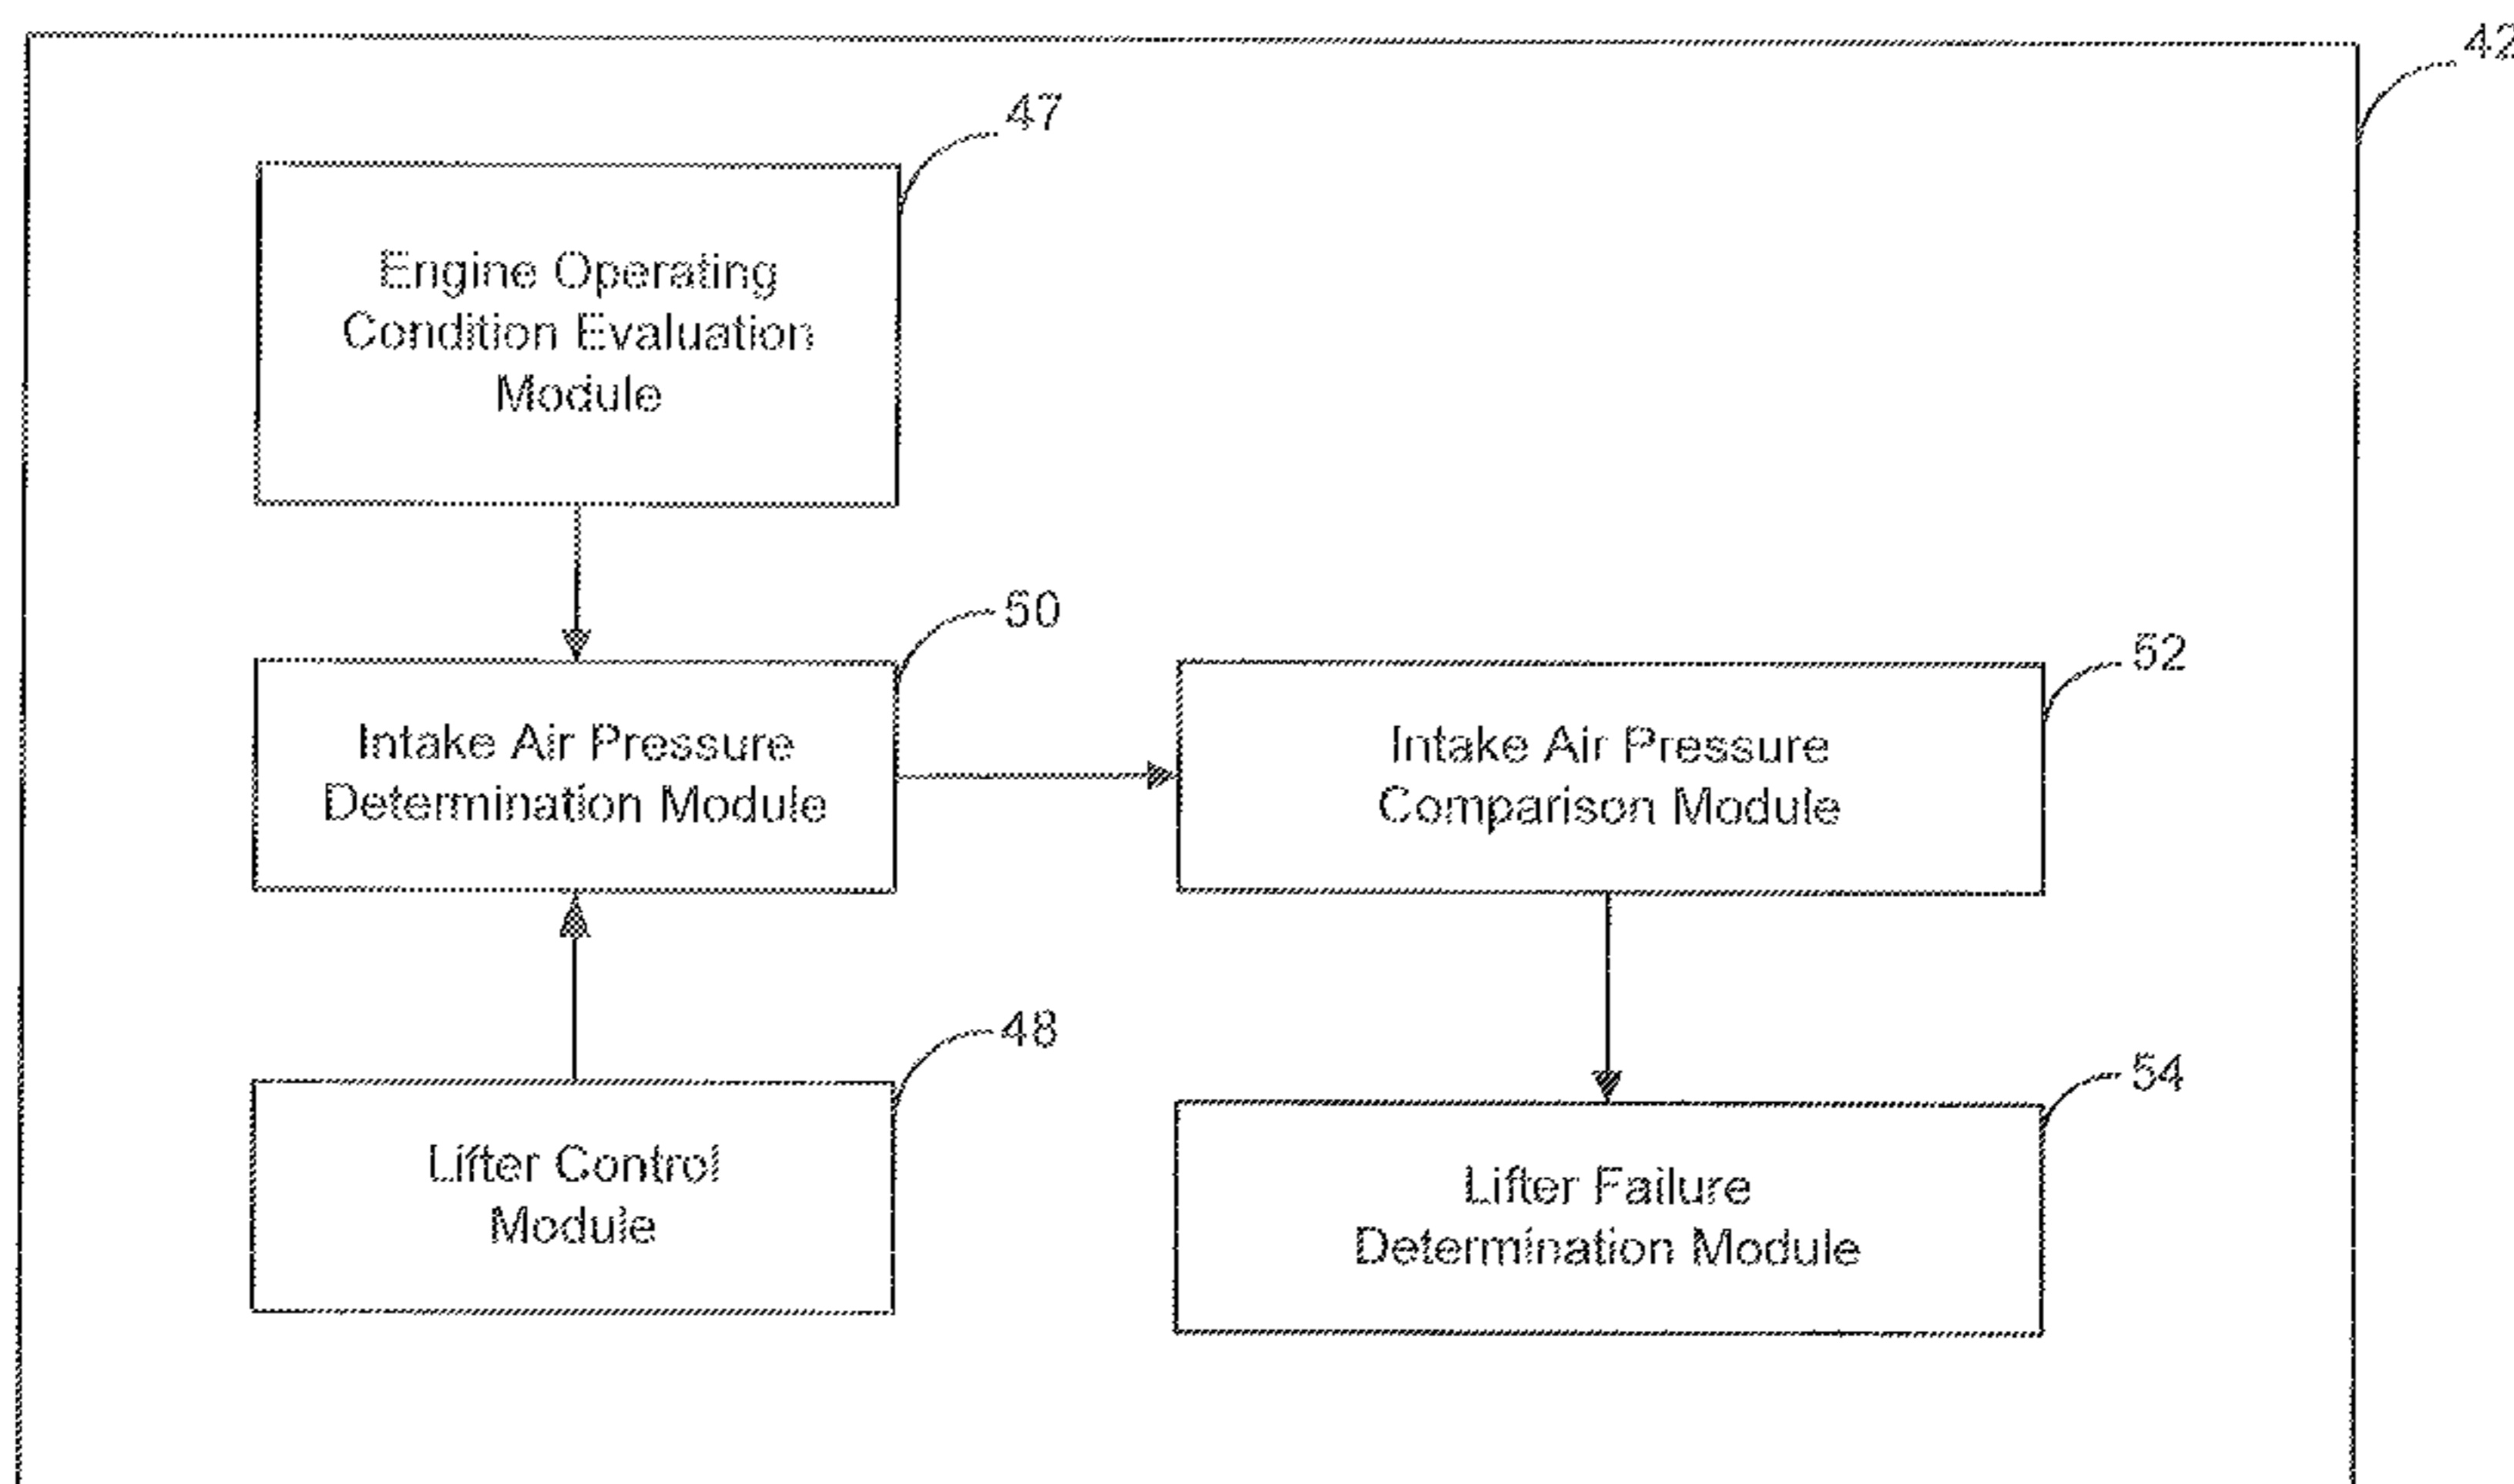 42
47
Engine Operating
Condition Evaluation
Module
50
Intake Air Pressure
Determination Module
52
Intake Air Pressure
Comparison Module
48
Lifter Control
Module
54
Lifter Failure
Determination Module